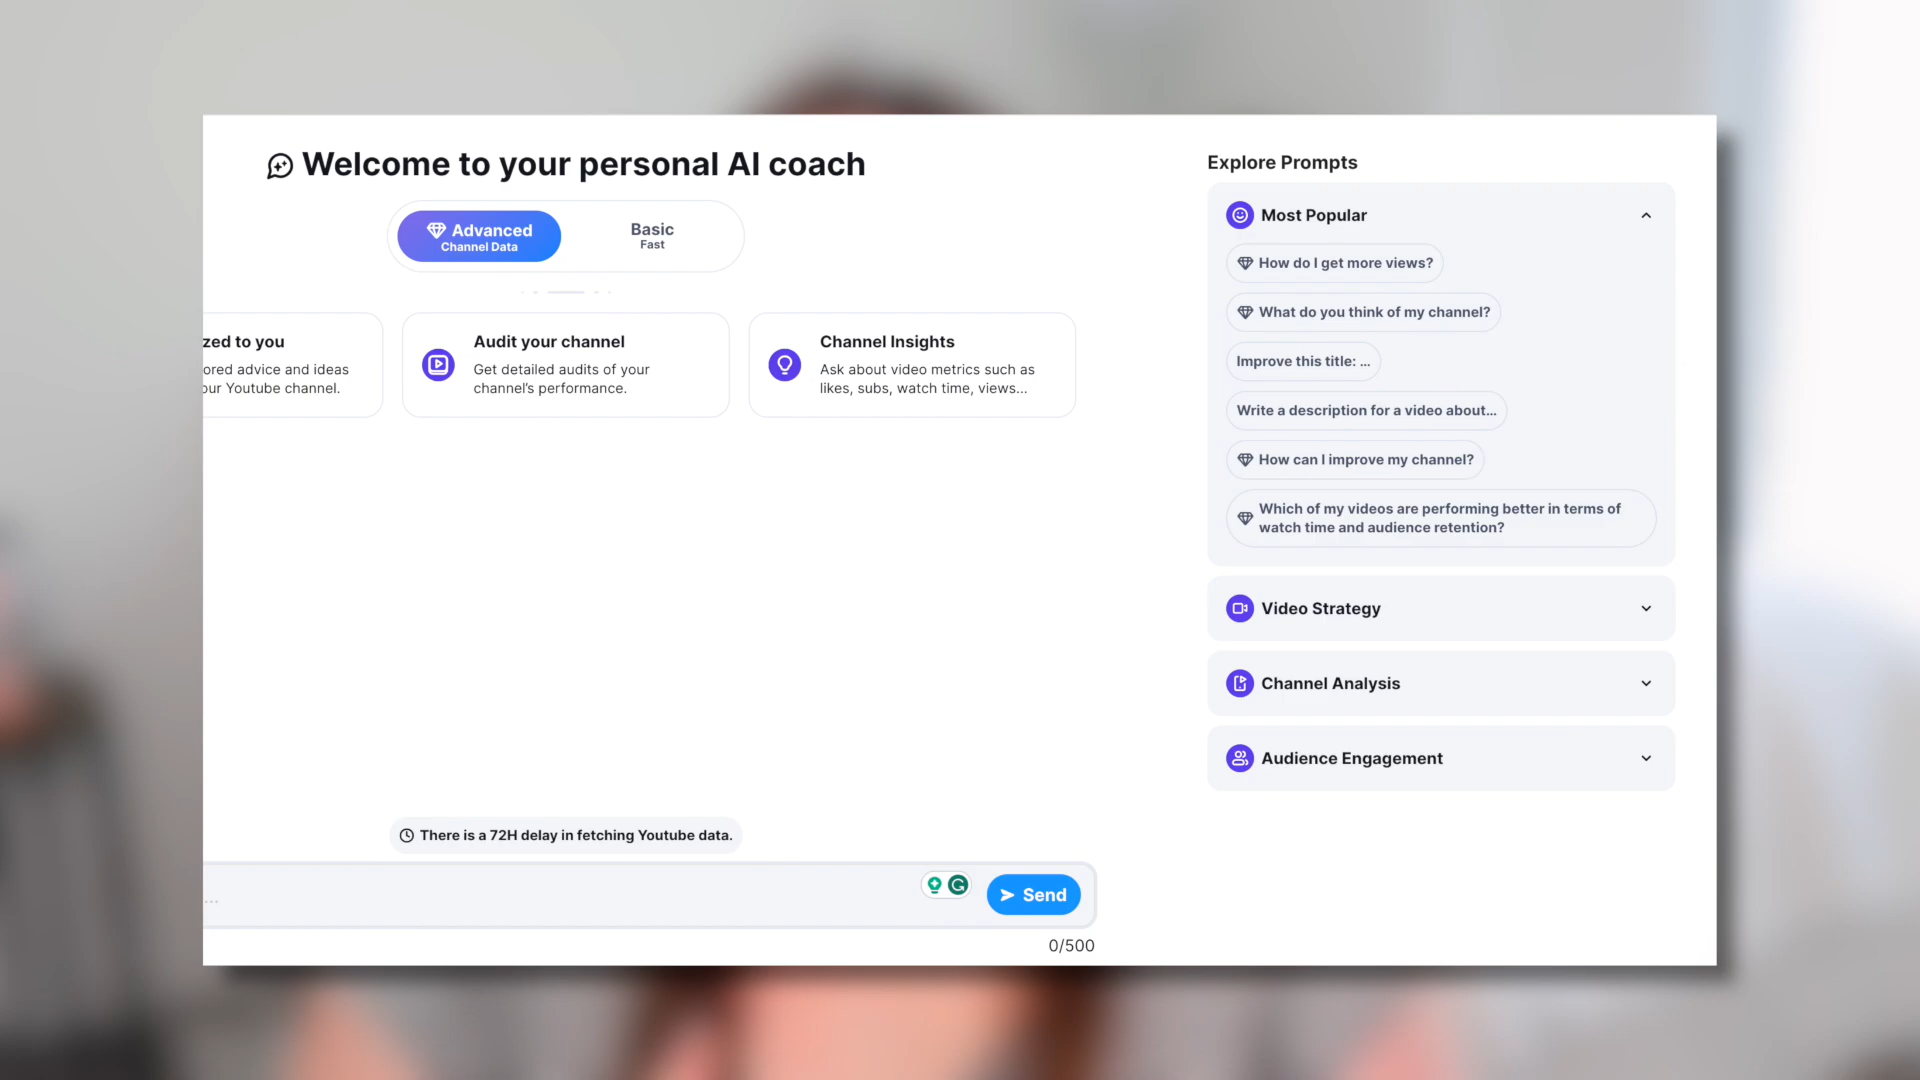 Welcome to your personal AI coach
Advanced
Channel Data
Basic
Fast
zed to you
ored advice and ideas
our Youtube channel.
Audit your channel
Get detailed audits of your
channel's performance.
Channel Insights
Ask about video metrics such as
likes, subs, watch time, views...
There is a 72H delay in fetching Youtube data.
...
Send
0/500
Explore Prompts
Most Popular
How do I get more views?
What do you think of my channel?
Improve this title: ...
Write a description for a video about...
How can I improve my channel?
Which of my videos are performing better in terms of
watch time and audience retention?
Video Strategy
Channel Analysis
Audience Engagement